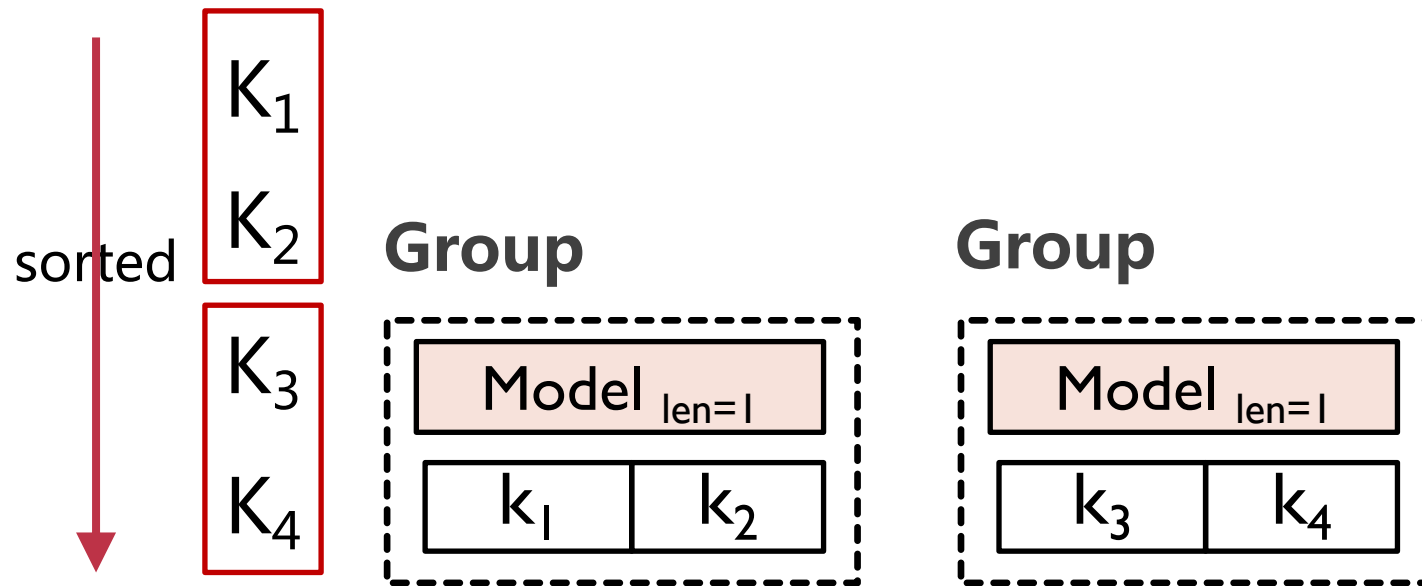 sorted
K₁
K₂
K₃
K₄
Group
Model len=1
k₁ k₂
Group
Model len=1
k₃ k₄